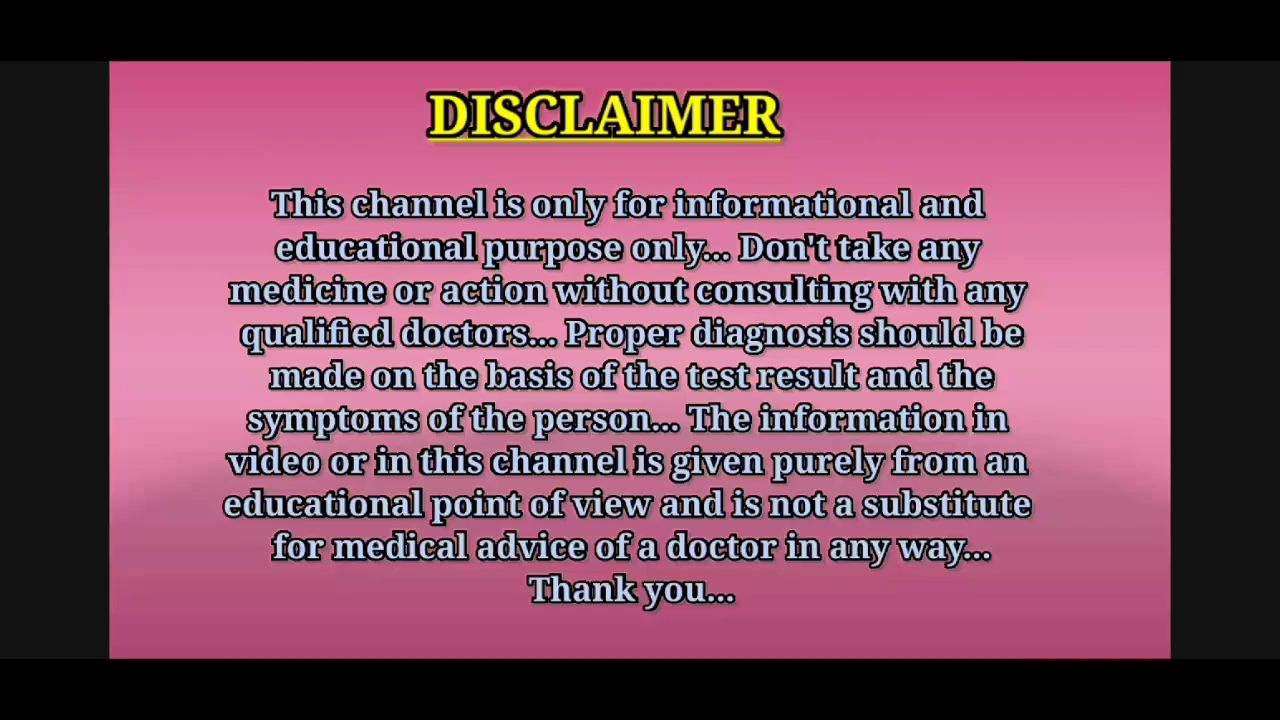 DISCLAIMER
This channel is only for informational and
educational purpose only... Don't take any
medicine or action without consulting with any
qualified doctors... Proper diagnosis should be
made on the basis of the test result and the
symptoms of the person... The information in
video or in this channel is given purely from an
educational point of view and is not a substitute
for medical advice of a doctor in any way...
Thank you...